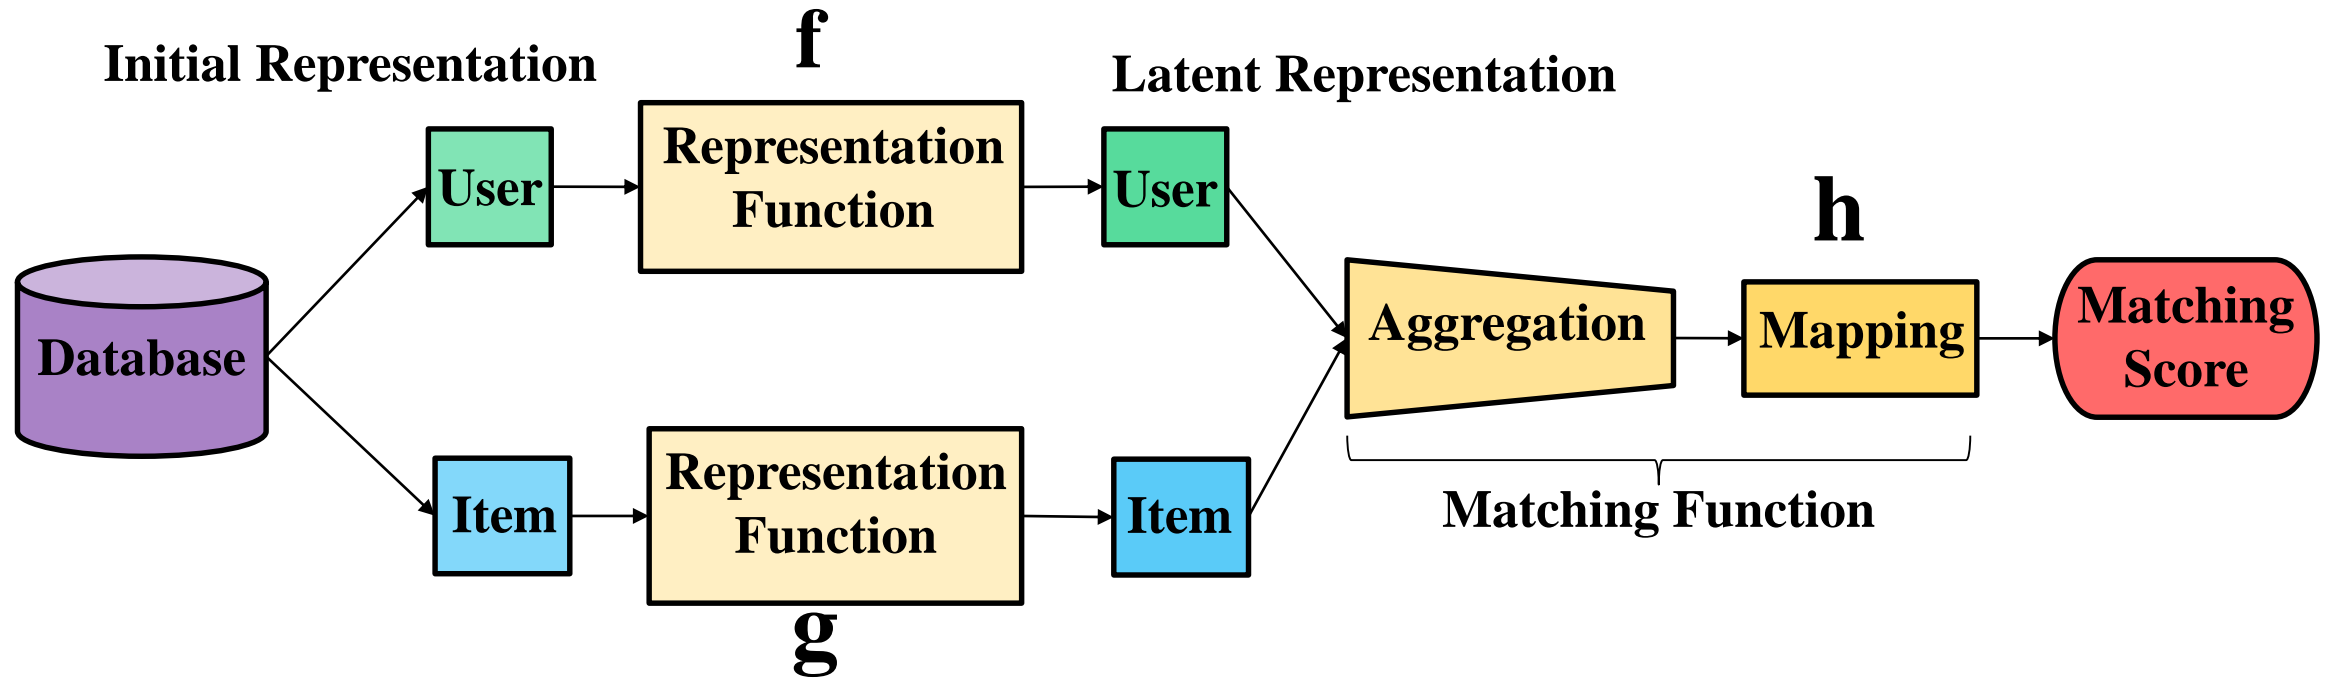 f
Initial Representation
Latent Representation
User
Representation
Function
User
h
Database
Aggregation
Mapping
Matching
Score
Item
Representation
Function
Item
Matching Function
g